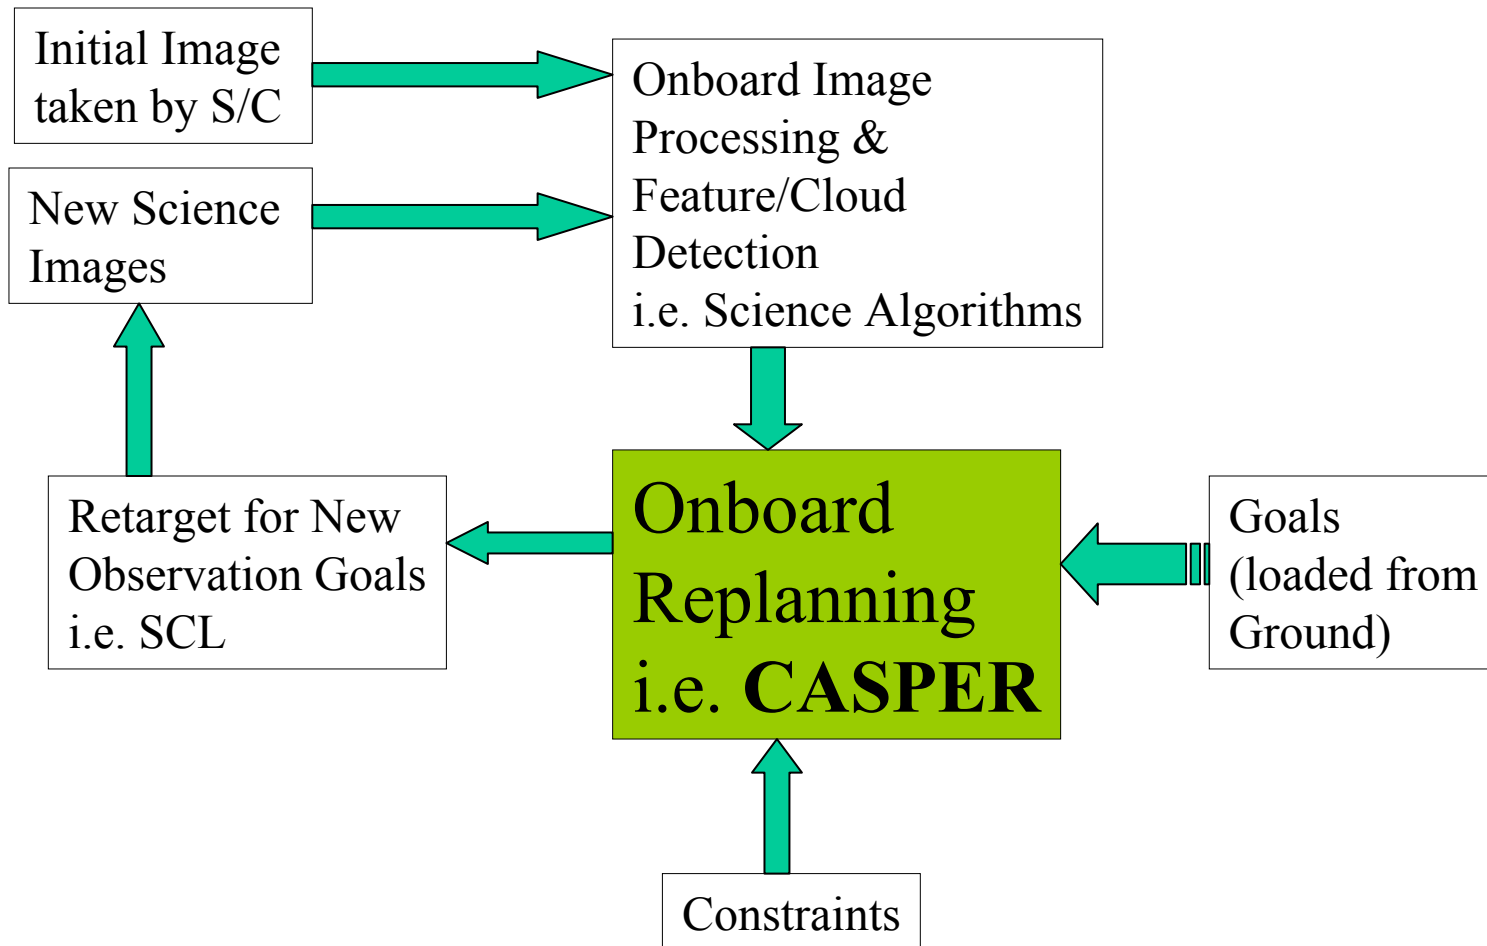 Initial Image
taken by S/C
New Science
Images
Onboard Image
Processing &
Feature/Cloud
Detection
i.e. Science Algorithms
Retarget for New
Observation Goals
i.e. SCL
Onboard
Replanning
i.e. CASPER
Goals
(loaded from
Ground)
Constraints